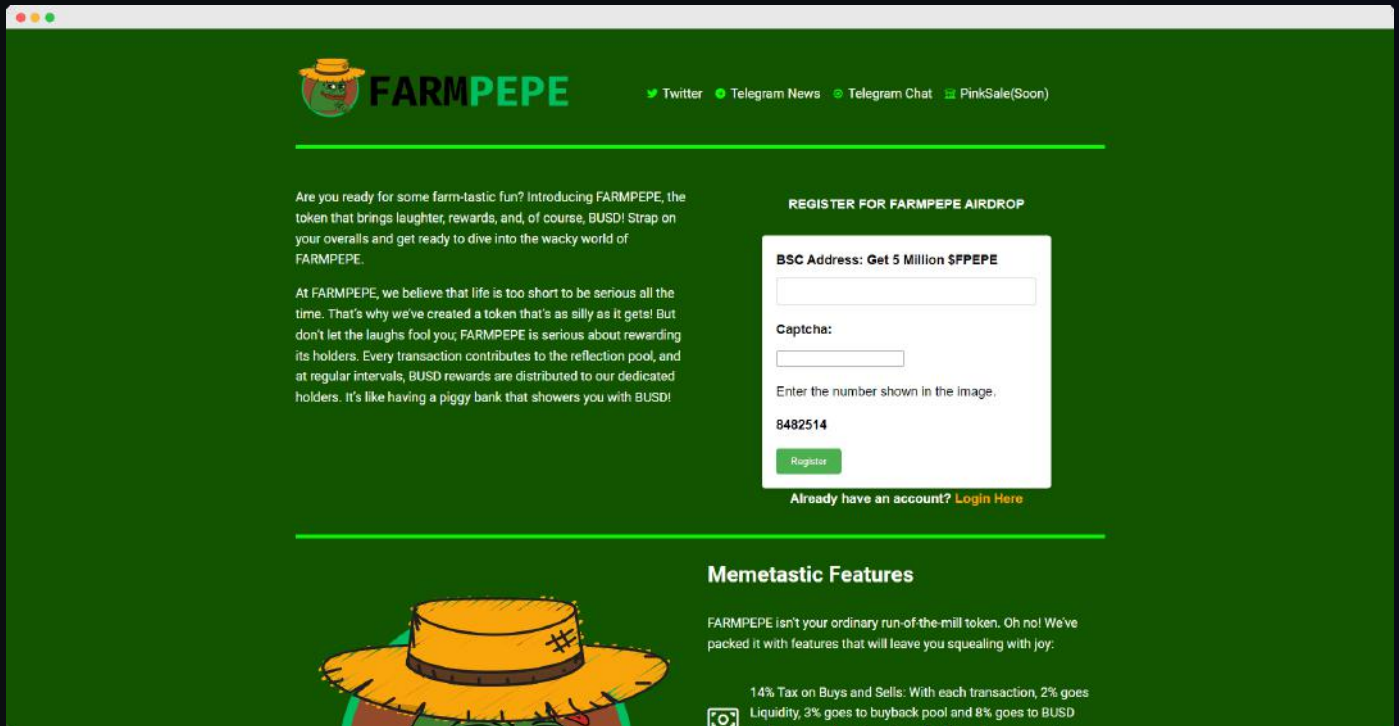 FARMPEPE
Twitter Telegram News Telegram Chat PinkSale(Soon)
Are you ready for some farm-tastic fun? Introducing FARMPEPE, the
token that brings laughter, rewards, and, of course, BUSD! Strap on
your overalls and get ready to dive into the wacky world of
FARMPEPE.
At FARMPEPE, we believe that life is too short to be serious all the
time. That's why we've created a token that's as silly as it gets! But
don't let the laughs fool you; FARMPEPE is serious about rewarding
its holders. Every transaction contributes to the reflection pool, and
at regular intervals, BUSD rewards are distributed to our dedicated
holders. It's like having a piggy bank that showers you with BUSD!
REGISTER FOR FARMPEPE AIRDROP
BSC Address: Get 5 Million $FPEPE
Captcha:
Enter the number shown in the image.
8482514
Register
Already have an account? Login Here
Memetastic Features
FARMPEPE isn't your ordinary run-of-the-mill token. Oh no! We've
packed it with features that will leave you squealing with joy:
14% Tax on Buys and Sells: With each transaction, 2% goes
Liquidity, 3% goes to buyback pool and 8% goes to BUSD